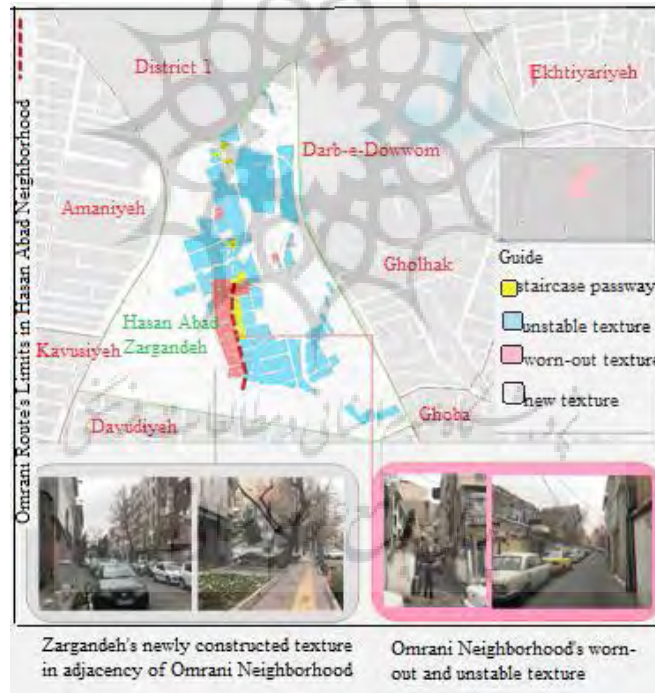 Omrani Route's Limits in Hasan Abad Neighborhood
District 1
Ekhtiyariyeh
Darb-e-Dowwom
Amaniyeh
Gholhak
Guide
staircase passway
unstable texture
worn-out texture
new texture
Hasan Abad
Zargandeh
Kavusiyeh
Davudiyeh
Ghoba
Zargandeh's newly constructed texture
in adjacency of Omrani Neighborhood
Omrani Neighborhood's worn-
out and unstable texture